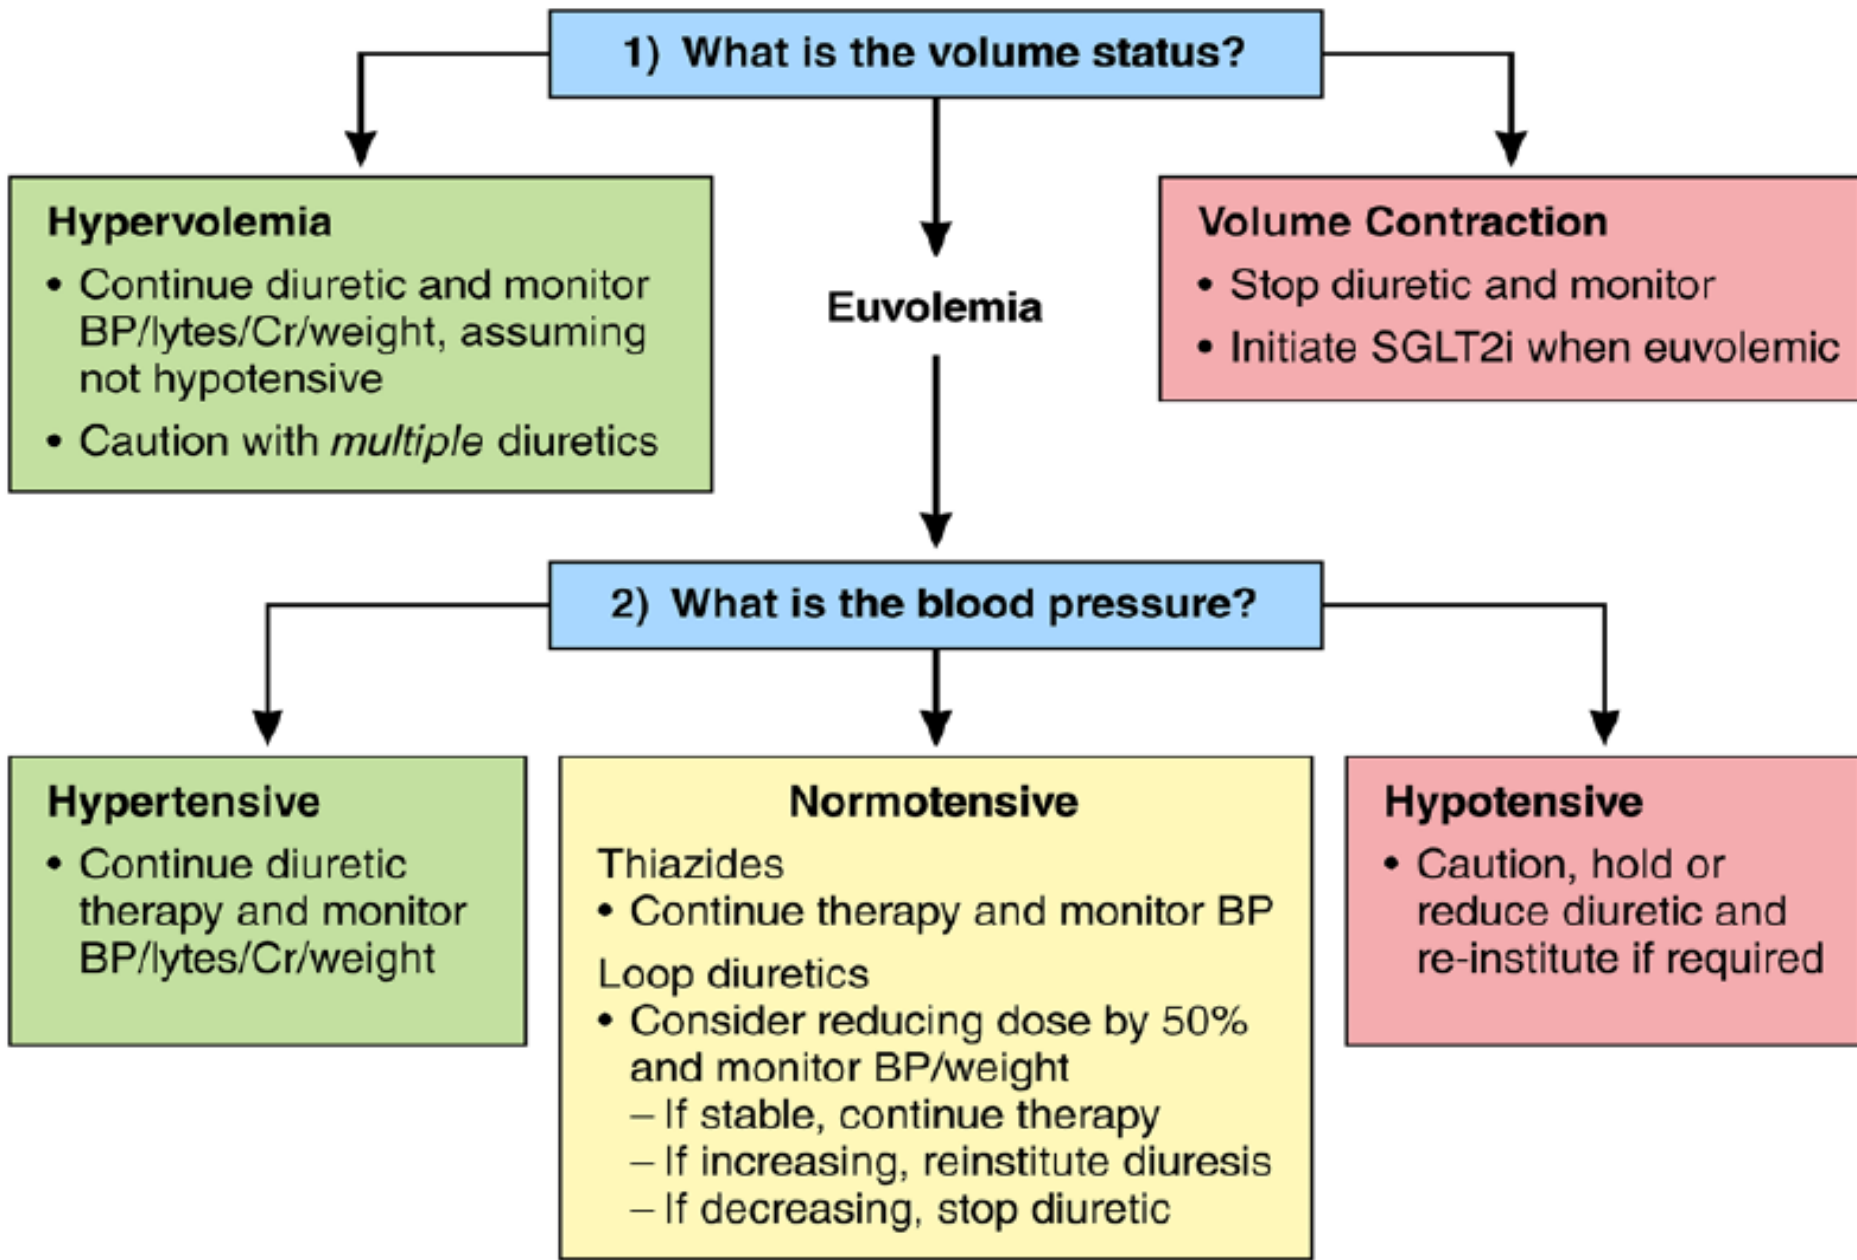 1) What is the volume status?
Hypervolemia
• Continue diuretic and monitor
BP/lytes/Cr/weight, assuming
not hypotensive
• Caution with multiple diuretics
Euvolemia
Volume Contraction
• Stop diuretic and monitor
• Initiate SGLT2i when euvolemic
2) What is the blood pressure?
Hypertensive
• Continue diuretic
therapy and monitor
BP/lytes/Cr/weight
Normotensive
Thiazides
• Continue therapy and monitor BP
Loop diuretics
• Consider reducing dose by 50%
and monitor BP/weight
– If stable, continue therapy
– If increasing, reinstitute diuresis
– If decreasing, stop diuretic
Hypotensive
• Caution, hold or
reduce diuretic and
re-institute if required